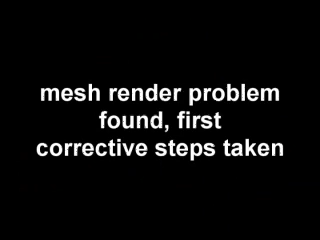 mesh render problem
found, first
corrective steps taken